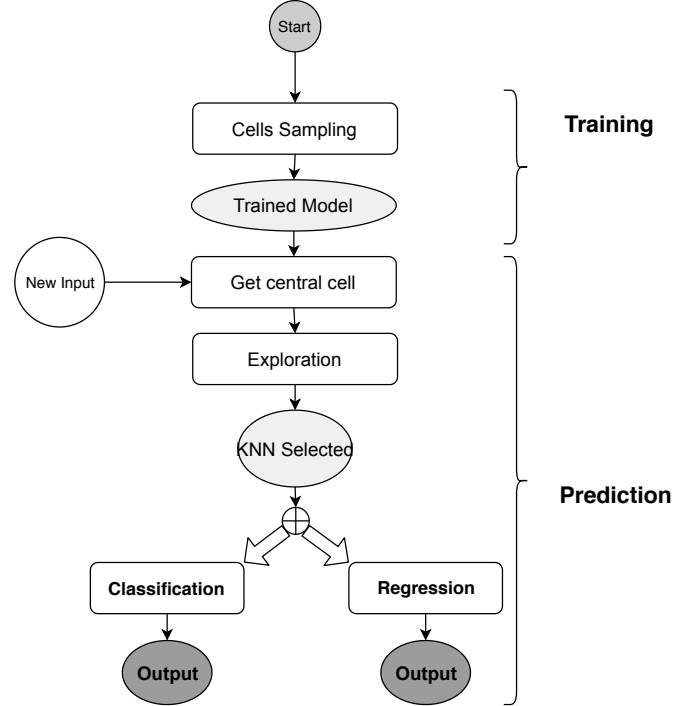 Start
Cells Sampling
Training
Trained Model
New Input
Get central cell
Exploration
KNN Selected
Prediction
Classification
Regression
Output
Output